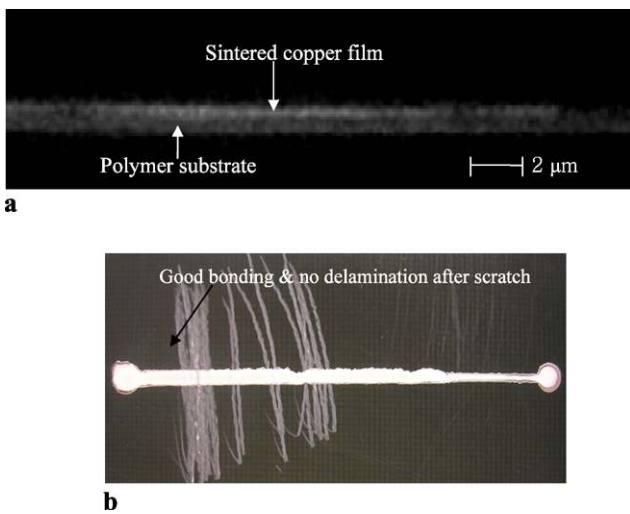 Sintered copper film
Polymer substrate
2 μm
a
Good bonding & no delamination after scratch
b